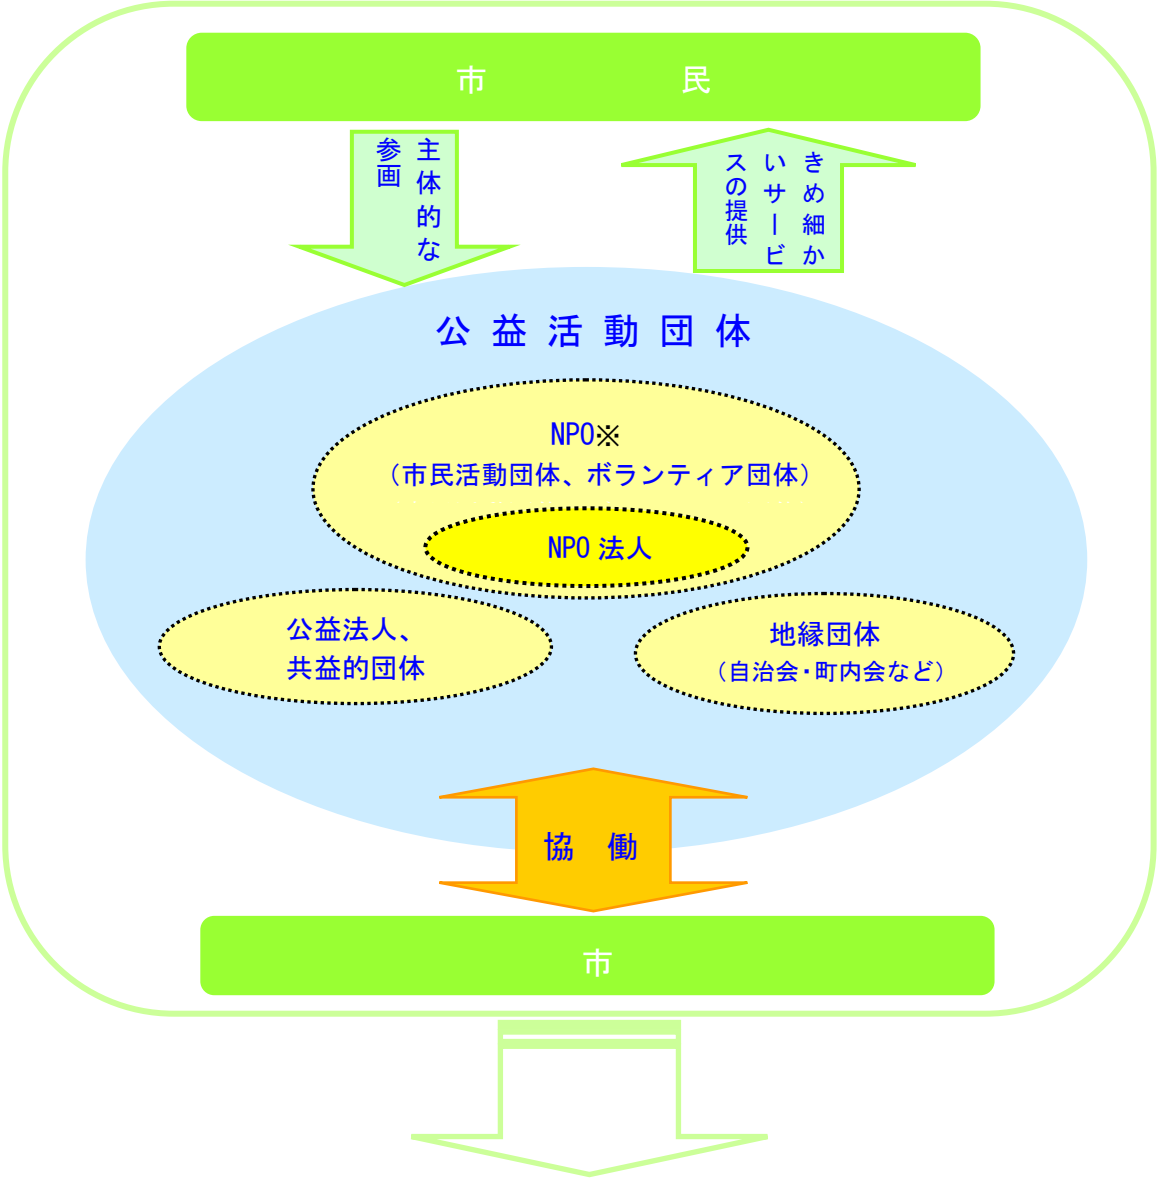 市　民
主体的な
参画
きめ細か
いサービ
スの提供
公益活動団体
NPO※
（市民活動団体、ボランティア団体）
NPO 法人
公益法人、
共益的団体
地縁団体
（自治会・町内会など）
協　働
市